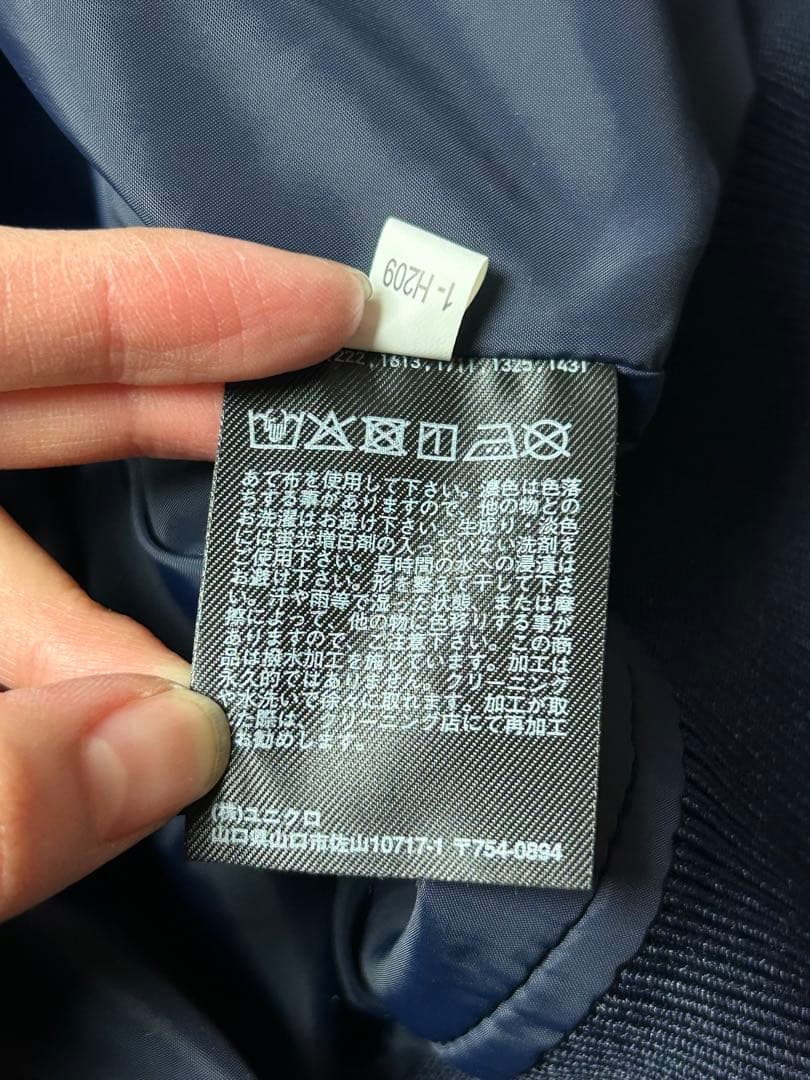 1-H209
222,1613,1711 1325,1431
あて布を使用して下さい。濃色は色落
ちする事がありますので、他の物との
お洗濯はお避け下さい。生成り、淡色
には蛍光増白剤の入っていない洗剤を
ご使用下さい。長時間の水への浸漬は
お避け下さい。形を整えて干して下さ
い。汗や雨等で湿った状態や摩
擦によって、他の物に色移りする事が
ありますのでご注意下さい。この商
品は撥水加工を施しています。加工は
永久的ではありません。クリーニング
や水洗いで徐々に取れます。加工が取
れた際は、クリーニング店にて再加工
をお勧めします。
(株)ユニクロ
山口県山口市佐山10717-1 〒754-0894